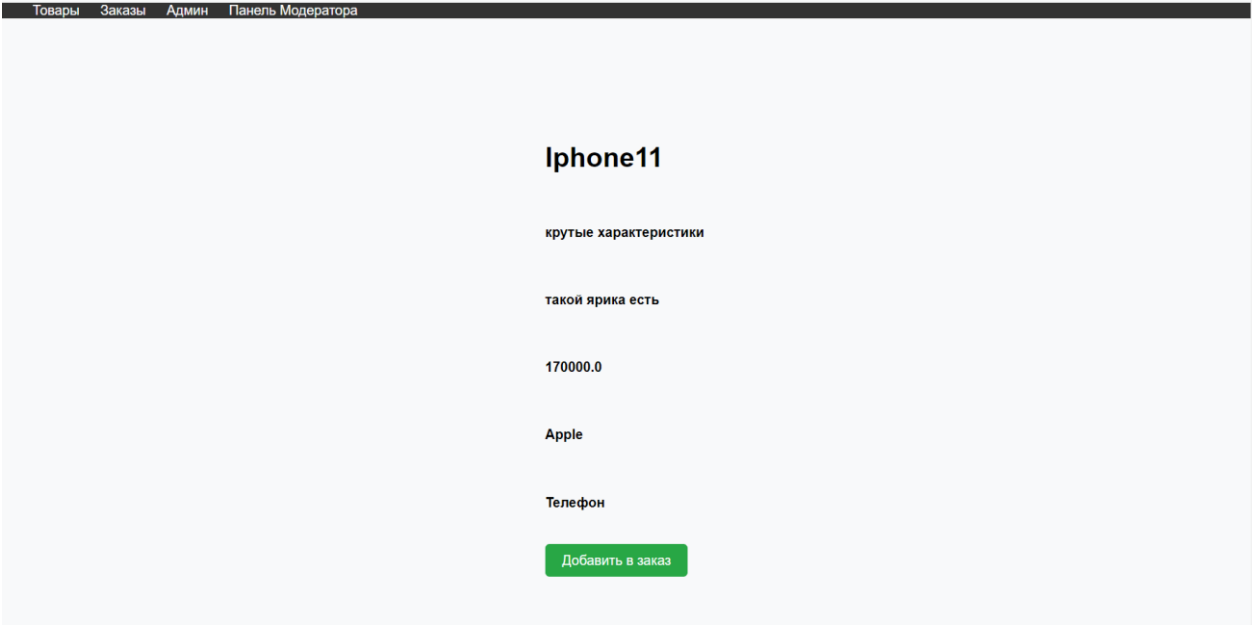 Товары Заказы Админ Панель Модератора
Iphone11
крутые характеристики
такой ярика есть
170000.0
Apple
Телефон
Добавить в заказ